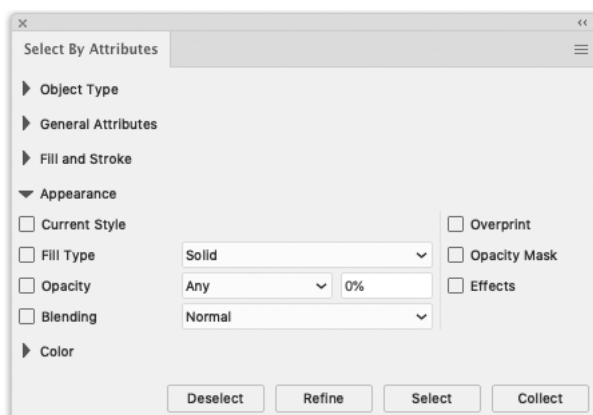 Select By Attributes
Object Type
General Attributes
Fill and Stroke
Appearance
Current Style Overprint
Fill Type Solid Opacity Mask
Opacity Any 0% Effects
Blending Normal
Color
Deselect Refine Select Collect